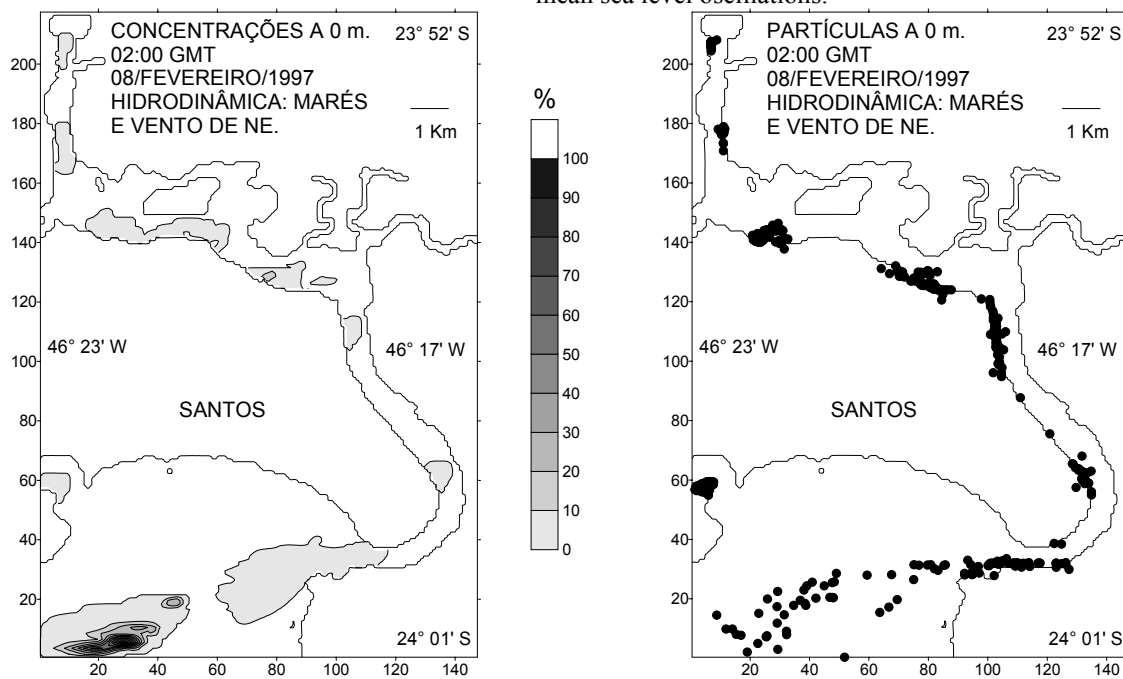 mean sea level oscillations.
CONCENTRAÇÕES A 0 m.
02:00 GMT
08/FEVEREIRO/1997
HIDRODINÂMICA: MARÉS
E VENTO DE NE.
23° 52' S
1 Km
46° 23' W
46° 17' W
SANTOS
24° 01' S
200
180
160
140
120
100
80
60
40
20
20
40
60
80
100
120
140
%
100
90
80
70
60
50
40
30
20
10
0
PARTÍCULAS A 0 m.
02:00 GMT
08/FEVEREIRO/1997
HIDRODINÂMICA: MARÉS
E VENTO DE NE.
23° 52' S
1 Km
46° 23' W
46° 17' W
SANTOS
24° 01' S
200
180
160
140
120
100
80
60
40
20
20
40
60
80
100
120
140